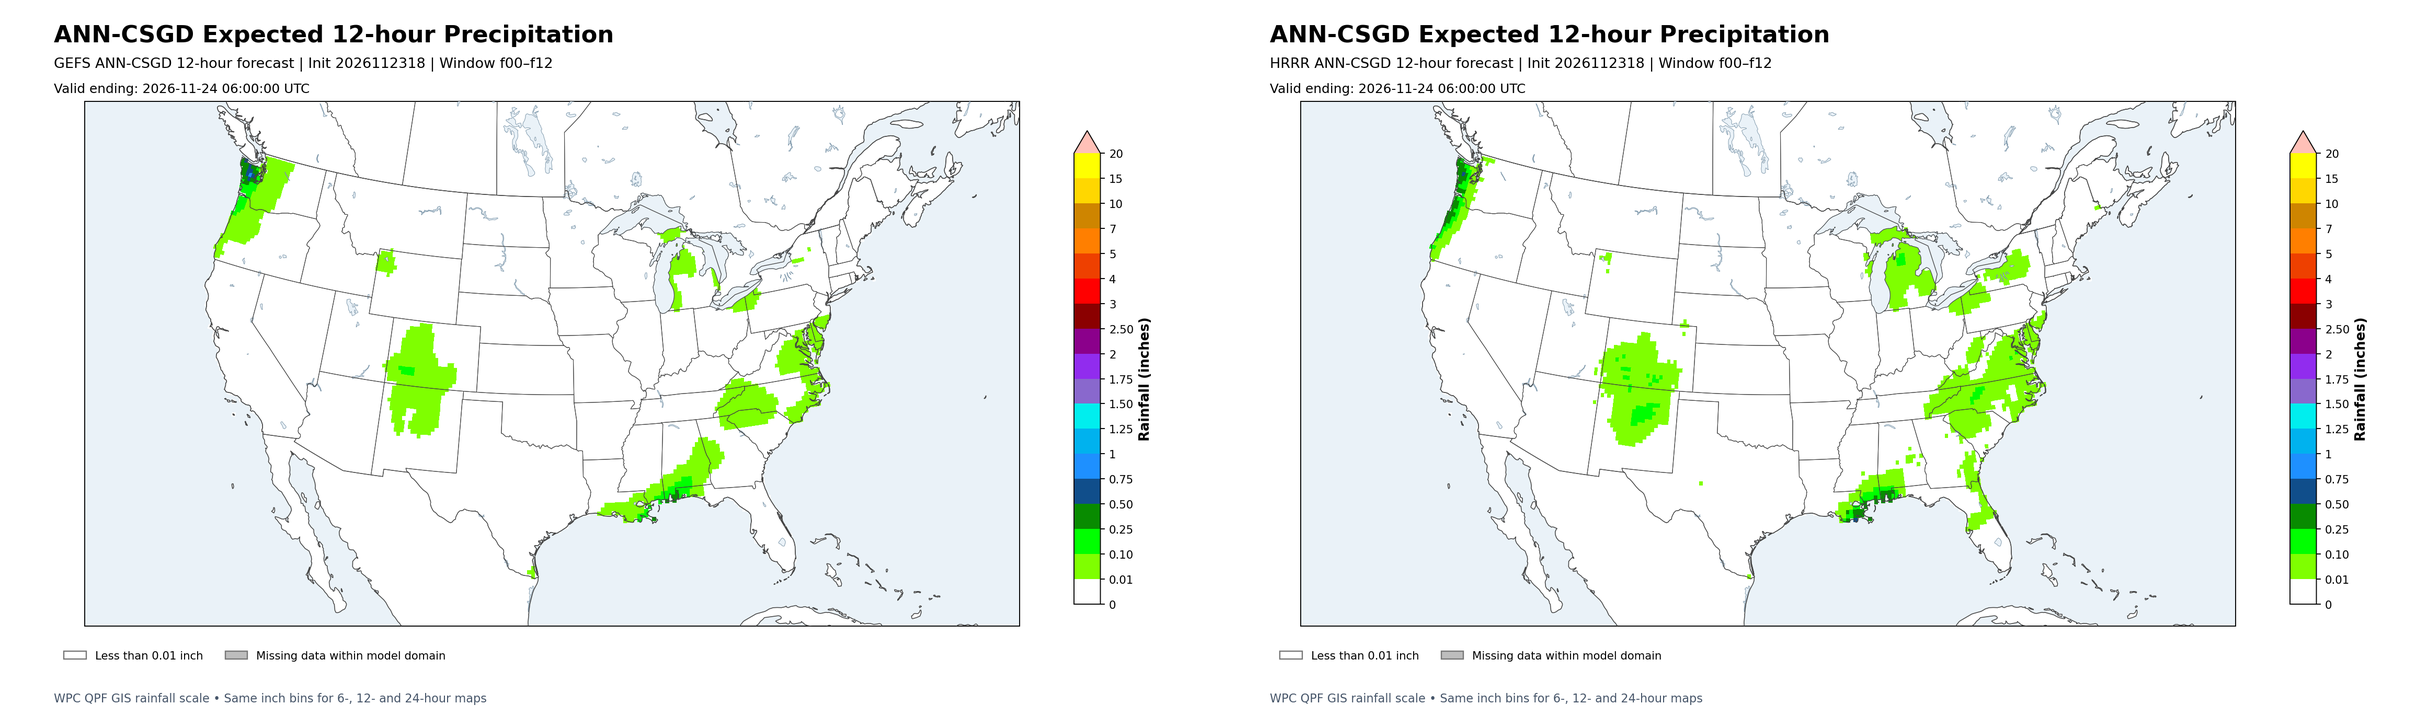 ANN-CSGD Expected 12-hour Precipitation
GEFS ANN-CSGD 12-hour forecast | Init 2026112318 | Window f00–f12
Valid ending: 2026-11-24 06:00:00 UTC
20
15
10
7
5
4
3
2.50
2
1.75
1.50
1.25
1
0.75
0.50
0.25
0.10
0.01
0
Rainfall (inches)
Less than 0.01 inch
Missing data within model domain
WPC QPF GIS rainfall scale • Same inch bins for 6-, 12- and 24-hour maps
ANN-CSGD Expected 12-hour Precipitation
HRRR ANN-CSGD 12-hour forecast | Init 2026112318 | Window f00–f12
Valid ending: 2026-11-24 06:00:00 UTC
20
15
10
7
5
4
3
2.50
2
1.75
1.50
1.25
1
0.75
0.50
0.25
0.10
0.01
0
Rainfall (inches)
Less than 0.01 inch
Missing data within model domain
WPC QPF GIS rainfall scale • Same inch bins for 6-, 12- and 24-hour maps